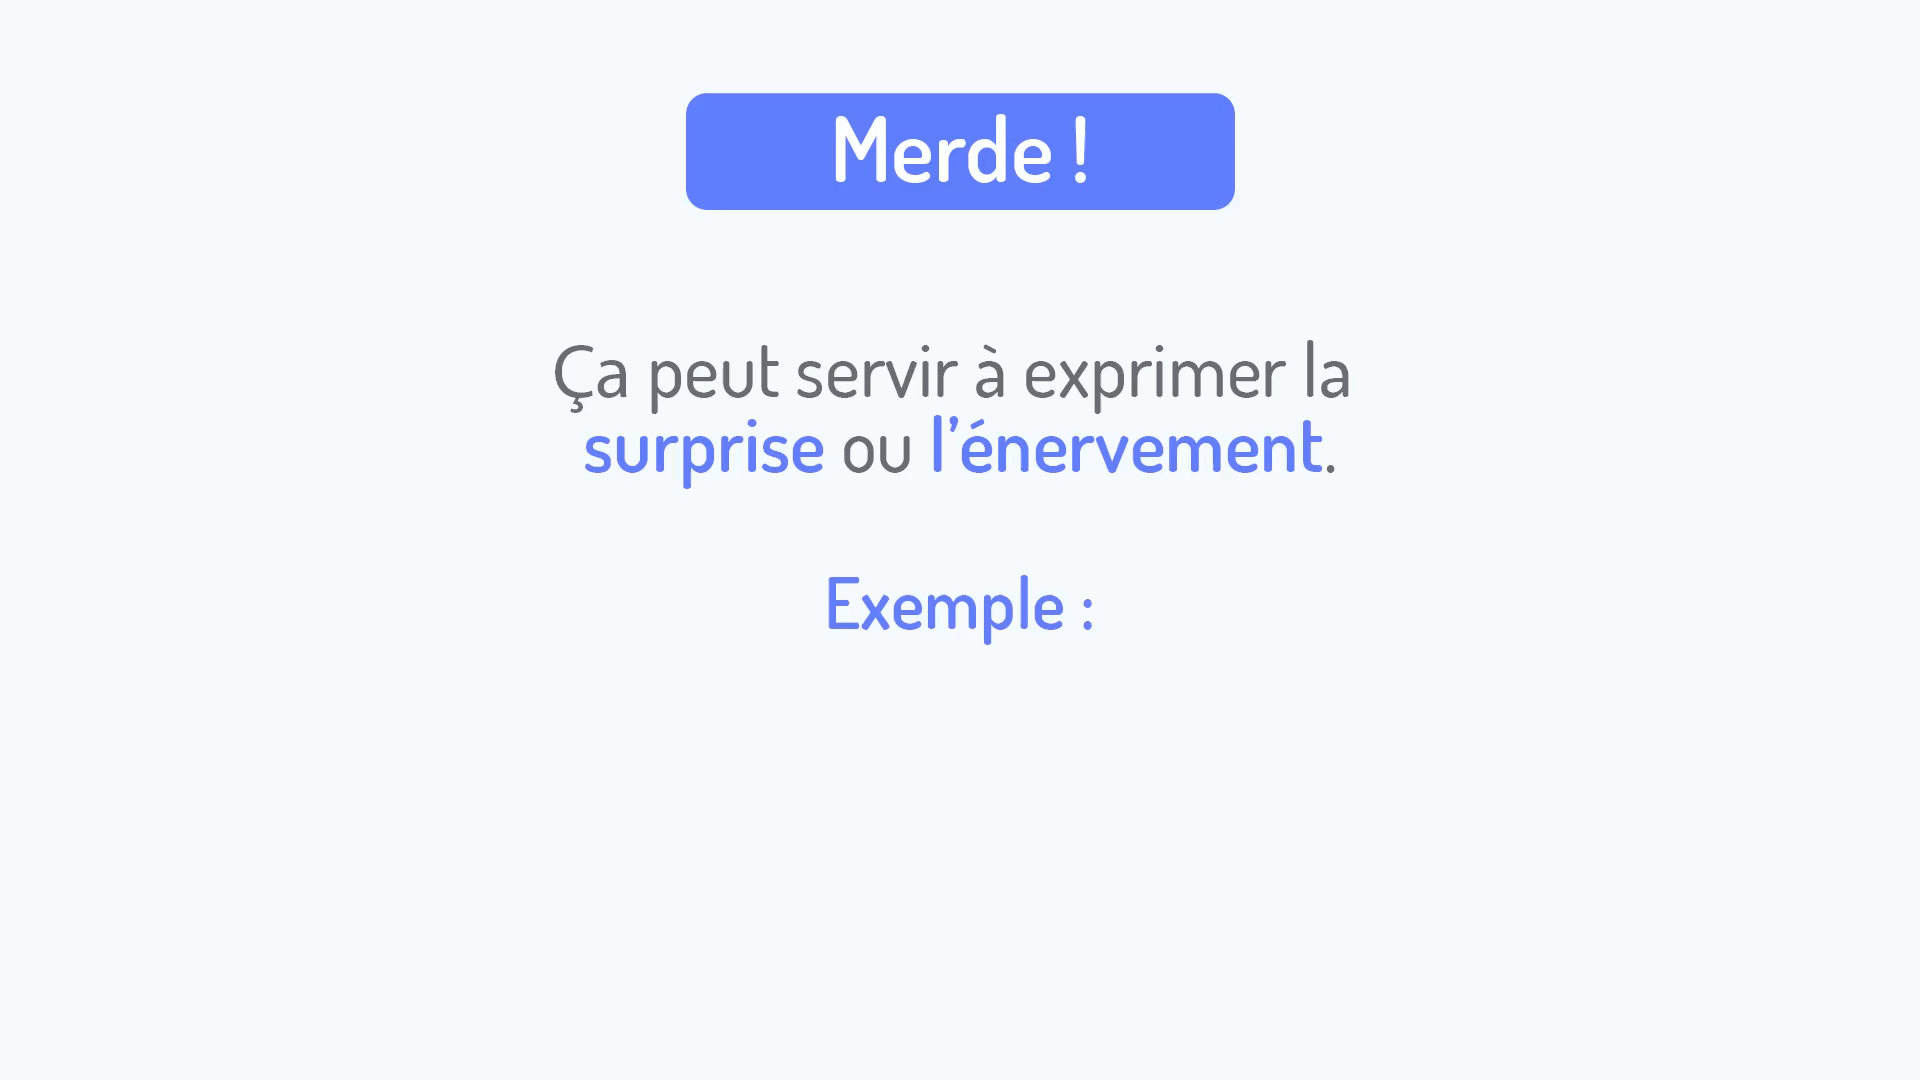 Merde !
Ça peut servir à exprimer la
surprise ou l’énervement.
Exemple :